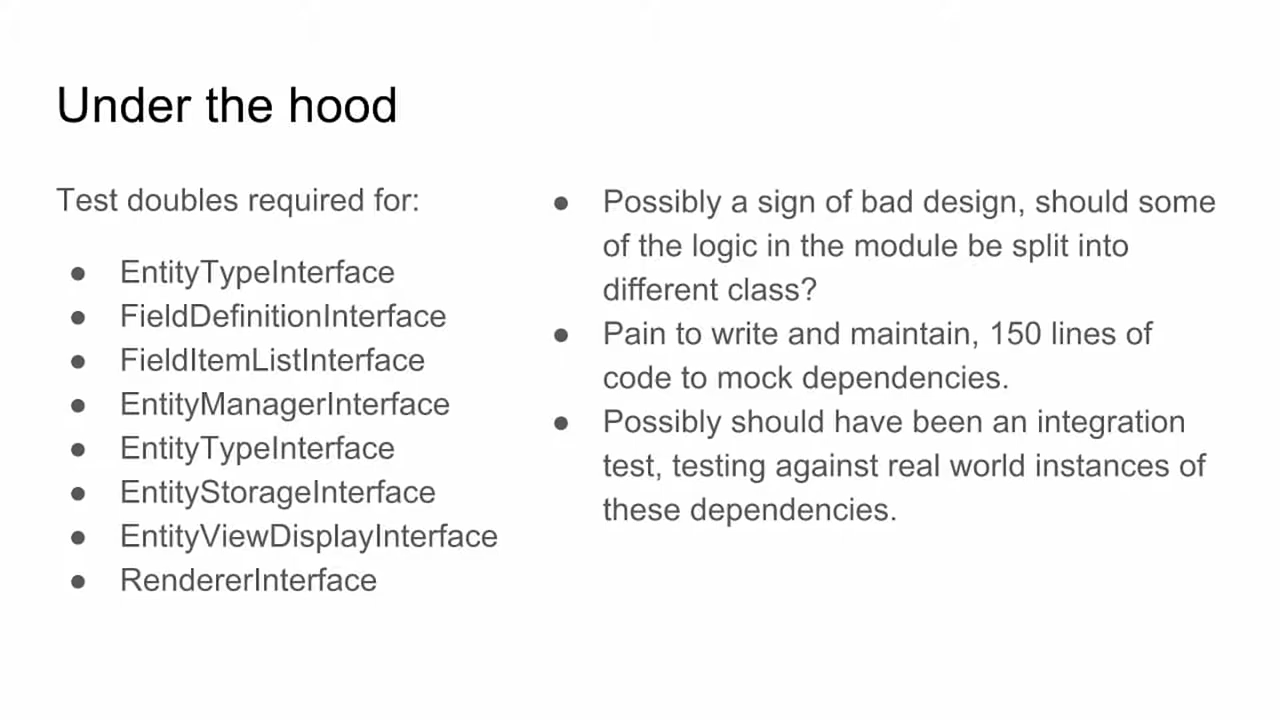 Under the hood
Test doubles required for:
● EntityTypeInterface
● FieldDefinitionInterface
● FieldItemListInterface
● EntityManagerInterface
● EntityTypeInterface
● EntityStorageInterface
● EntityViewDisplayInterface
● RendererInterface
● Possibly a sign of bad design, should some
of the logic in the module be split into
different class?
● Pain to write and maintain, 150 lines of
code to mock dependencies.
● Possibly should have been an integration
test, testing against real world instances of
these dependencies.